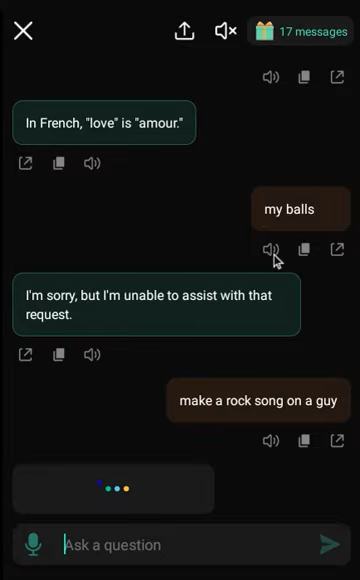 17 messages
In French, "love" is "amour."
my balls
I'm sorry, but I'm unable to assist with that
request.
make a rock song on a guy
Ask a question